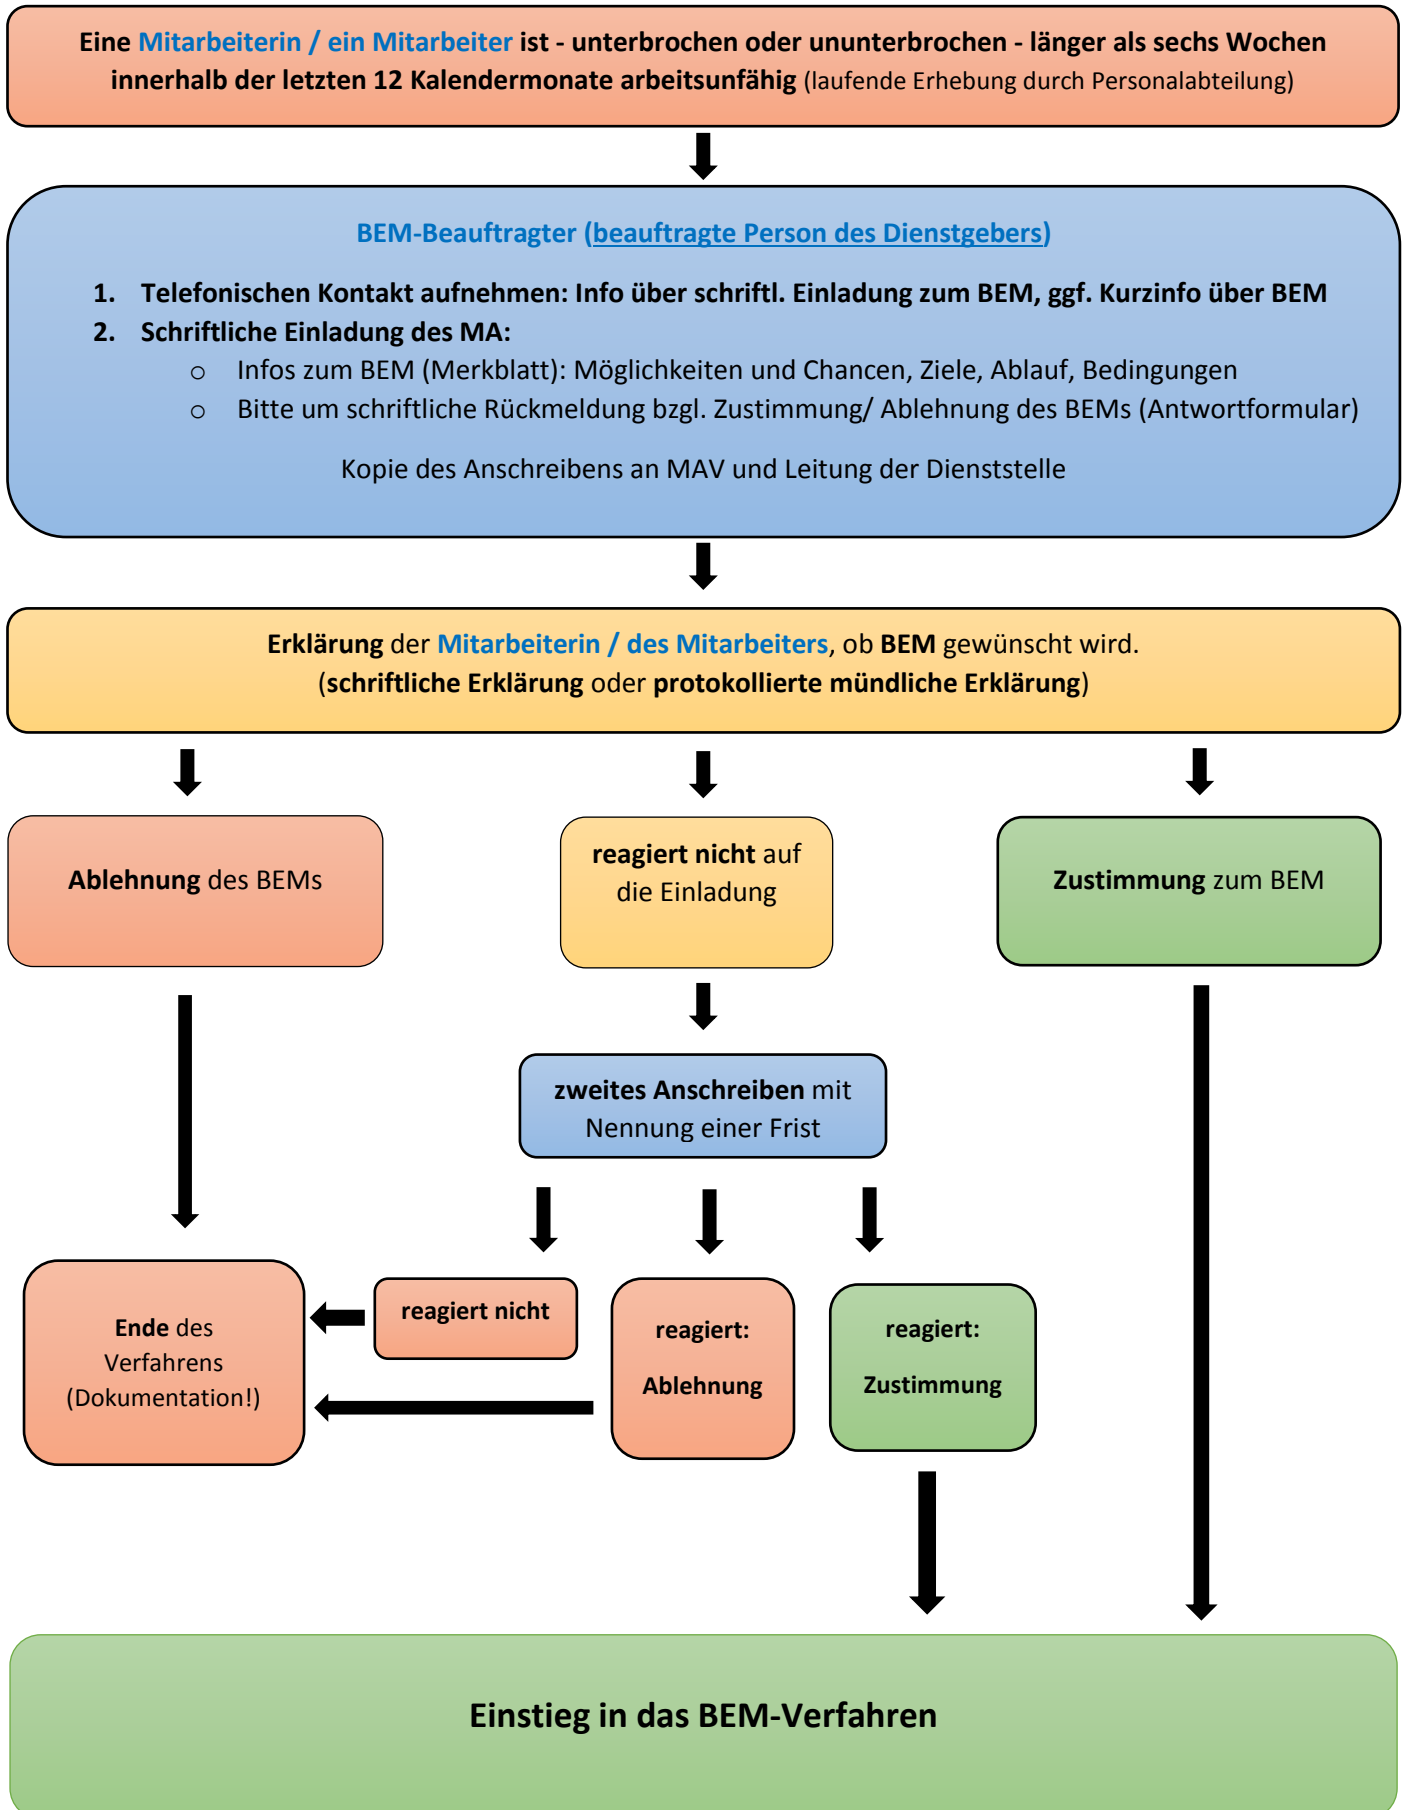 Eine Mitarbeiterin / ein Mitarbeiter ist - unterbrochen oder ununterbrochen - länger als sechs Wochen
innerhalb der letzten 12 Kalendermonate arbeitsunfähig (laufende Erhebung durch Personalabteilung)
BEM-Beauftragter (beauftragte Person des Dienstgebers)
1. Telefonischen Kontakt aufnehmen: Info über schriftl. Einladung zum BEM, ggf. Kurzinfo über BEM
2. Schriftliche Einladung des MA:
o Infos zum BEM (Merkblatt): Möglichkeiten und Chancen, Ziele, Ablauf, Bedingungen
o Bitte um schriftliche Rückmeldung bzgl. Zustimmung/ Ablehnung des BEMs (Antwortformular)
Kopie des Anschreibens an MAV und Leitung der Dienststelle
Erklärung der Mitarbeiterin / des Mitarbeiters, ob BEM gewünscht wird.
(schriftliche Erklärung oder protokollierte mündliche Erklärung)
Ablehnung des BEMs
reagiert nicht auf
die Einladung
Zustimmung zum BEM
zweites Anschreiben mit
Nennung einer Frist
Ende des
Verfahrens
(Dokumentation!)
reagiert nicht
reagiert:
Ablehnung
reagiert:
Zustimmung
Einstieg in das BEM-Verfahren